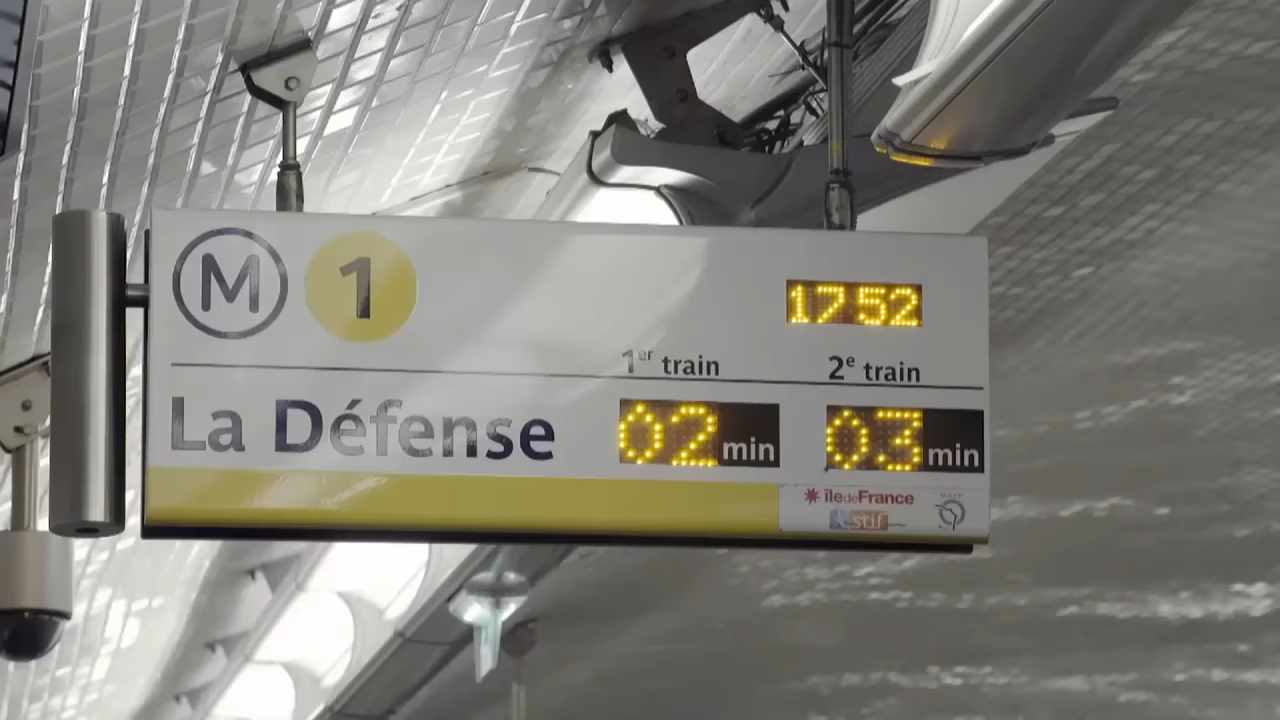 M 1
17 52
1er train 2e train
La Défense 02 min 03 min
îledeFrance
stif